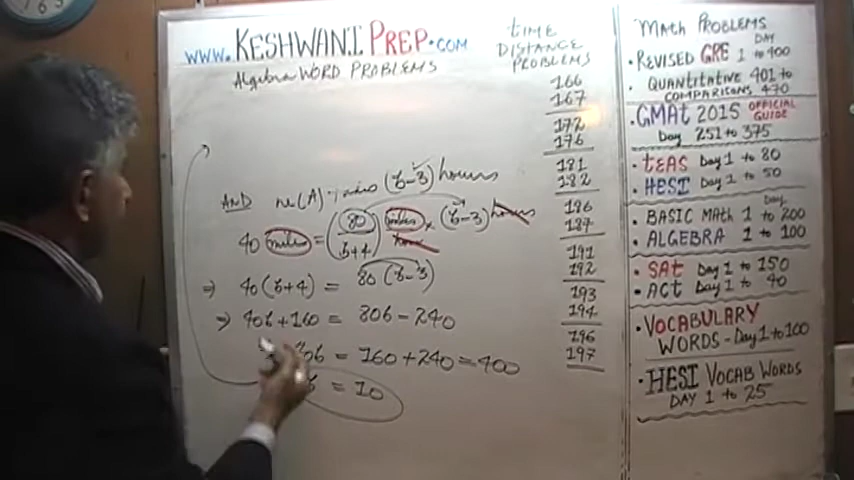 www.KESHWANI PREP.COM
Algebra WORD PROBLEMS
AND (b-3) hours
40 miles = (80/b+4) miles/hour × (b-3) hours
⇒ 40(b+4) = 80(b-3)
⇒ 40b+160 = 80b-240
= 160+240=400
= 10
tiME
DISTANCE
PROBLEMS
166
167
172
176
181
182
186
187
191
192
193
194
196
197
Math PROBLEMS
DAY
• REVISED GRE 1 to 400
• QUANTITATIVE 401 to
COMPARISONS 470
• GMAt 2015 OFFICIAL GUIDE
Day 251 to 375
• tEAS Day 1 to 80
• HESI Day 1 to 50
Day
• BASIC Math 1 to 200
• ALGEBRA 1 to 100
• SAt Day 1 to 150
• ACt Day 1 to 40
• VOCABULARY
WORDS - Day 1 to 100
• HESI VOCAB WORDS
DAY 1 to 25